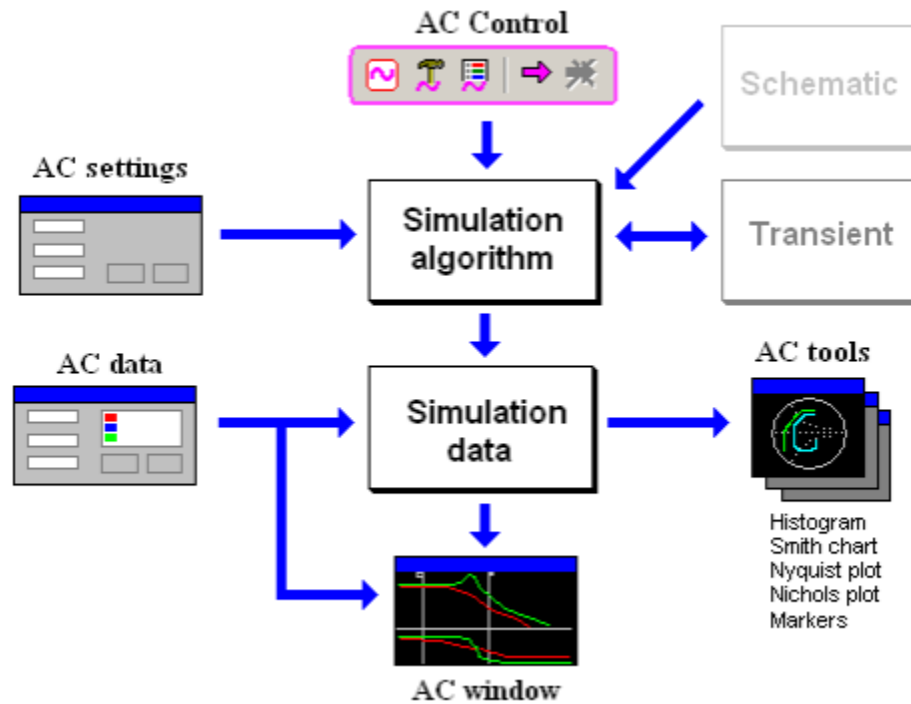 AC Control
Schematic
AC settings
Simulation
algorithm
Transient
AC data
AC tools
Simulation
data
Histogram
Smith chart
Nyquist plot
Nichols plot
Markers
AC window